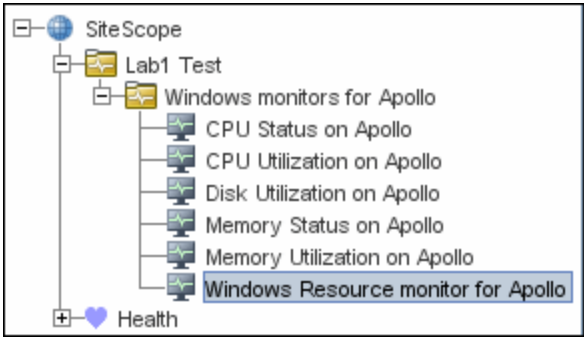 SiteScope
Lab1 Test
Windows monitors for Apollo
CPU Status on Apollo
CPU Utilization on Apollo
Disk Utilization on Apollo
Memory Status on Apollo
Memory Utilization on Apollo
Windows Resource monitor for Apollo
Health